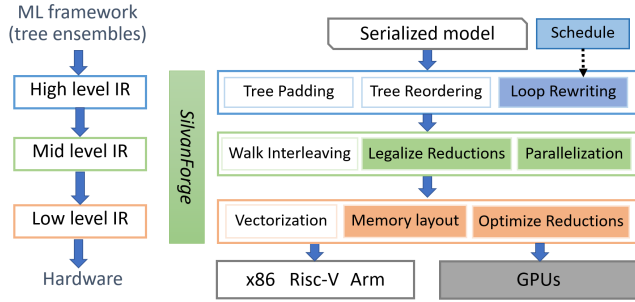 ML framework
(tree ensembles)
High level IR
Mid level IR
Low level IR
Hardware
SilvanForge
Serialized model
Schedule
Tree Padding
Tree Reordering
Loop Rewriting
Walk Interleaving
Legalize Reductions
Parallelization
Vectorization
Memory layout
Optimize Reductions
x86 Risc-V Arm
GPUs